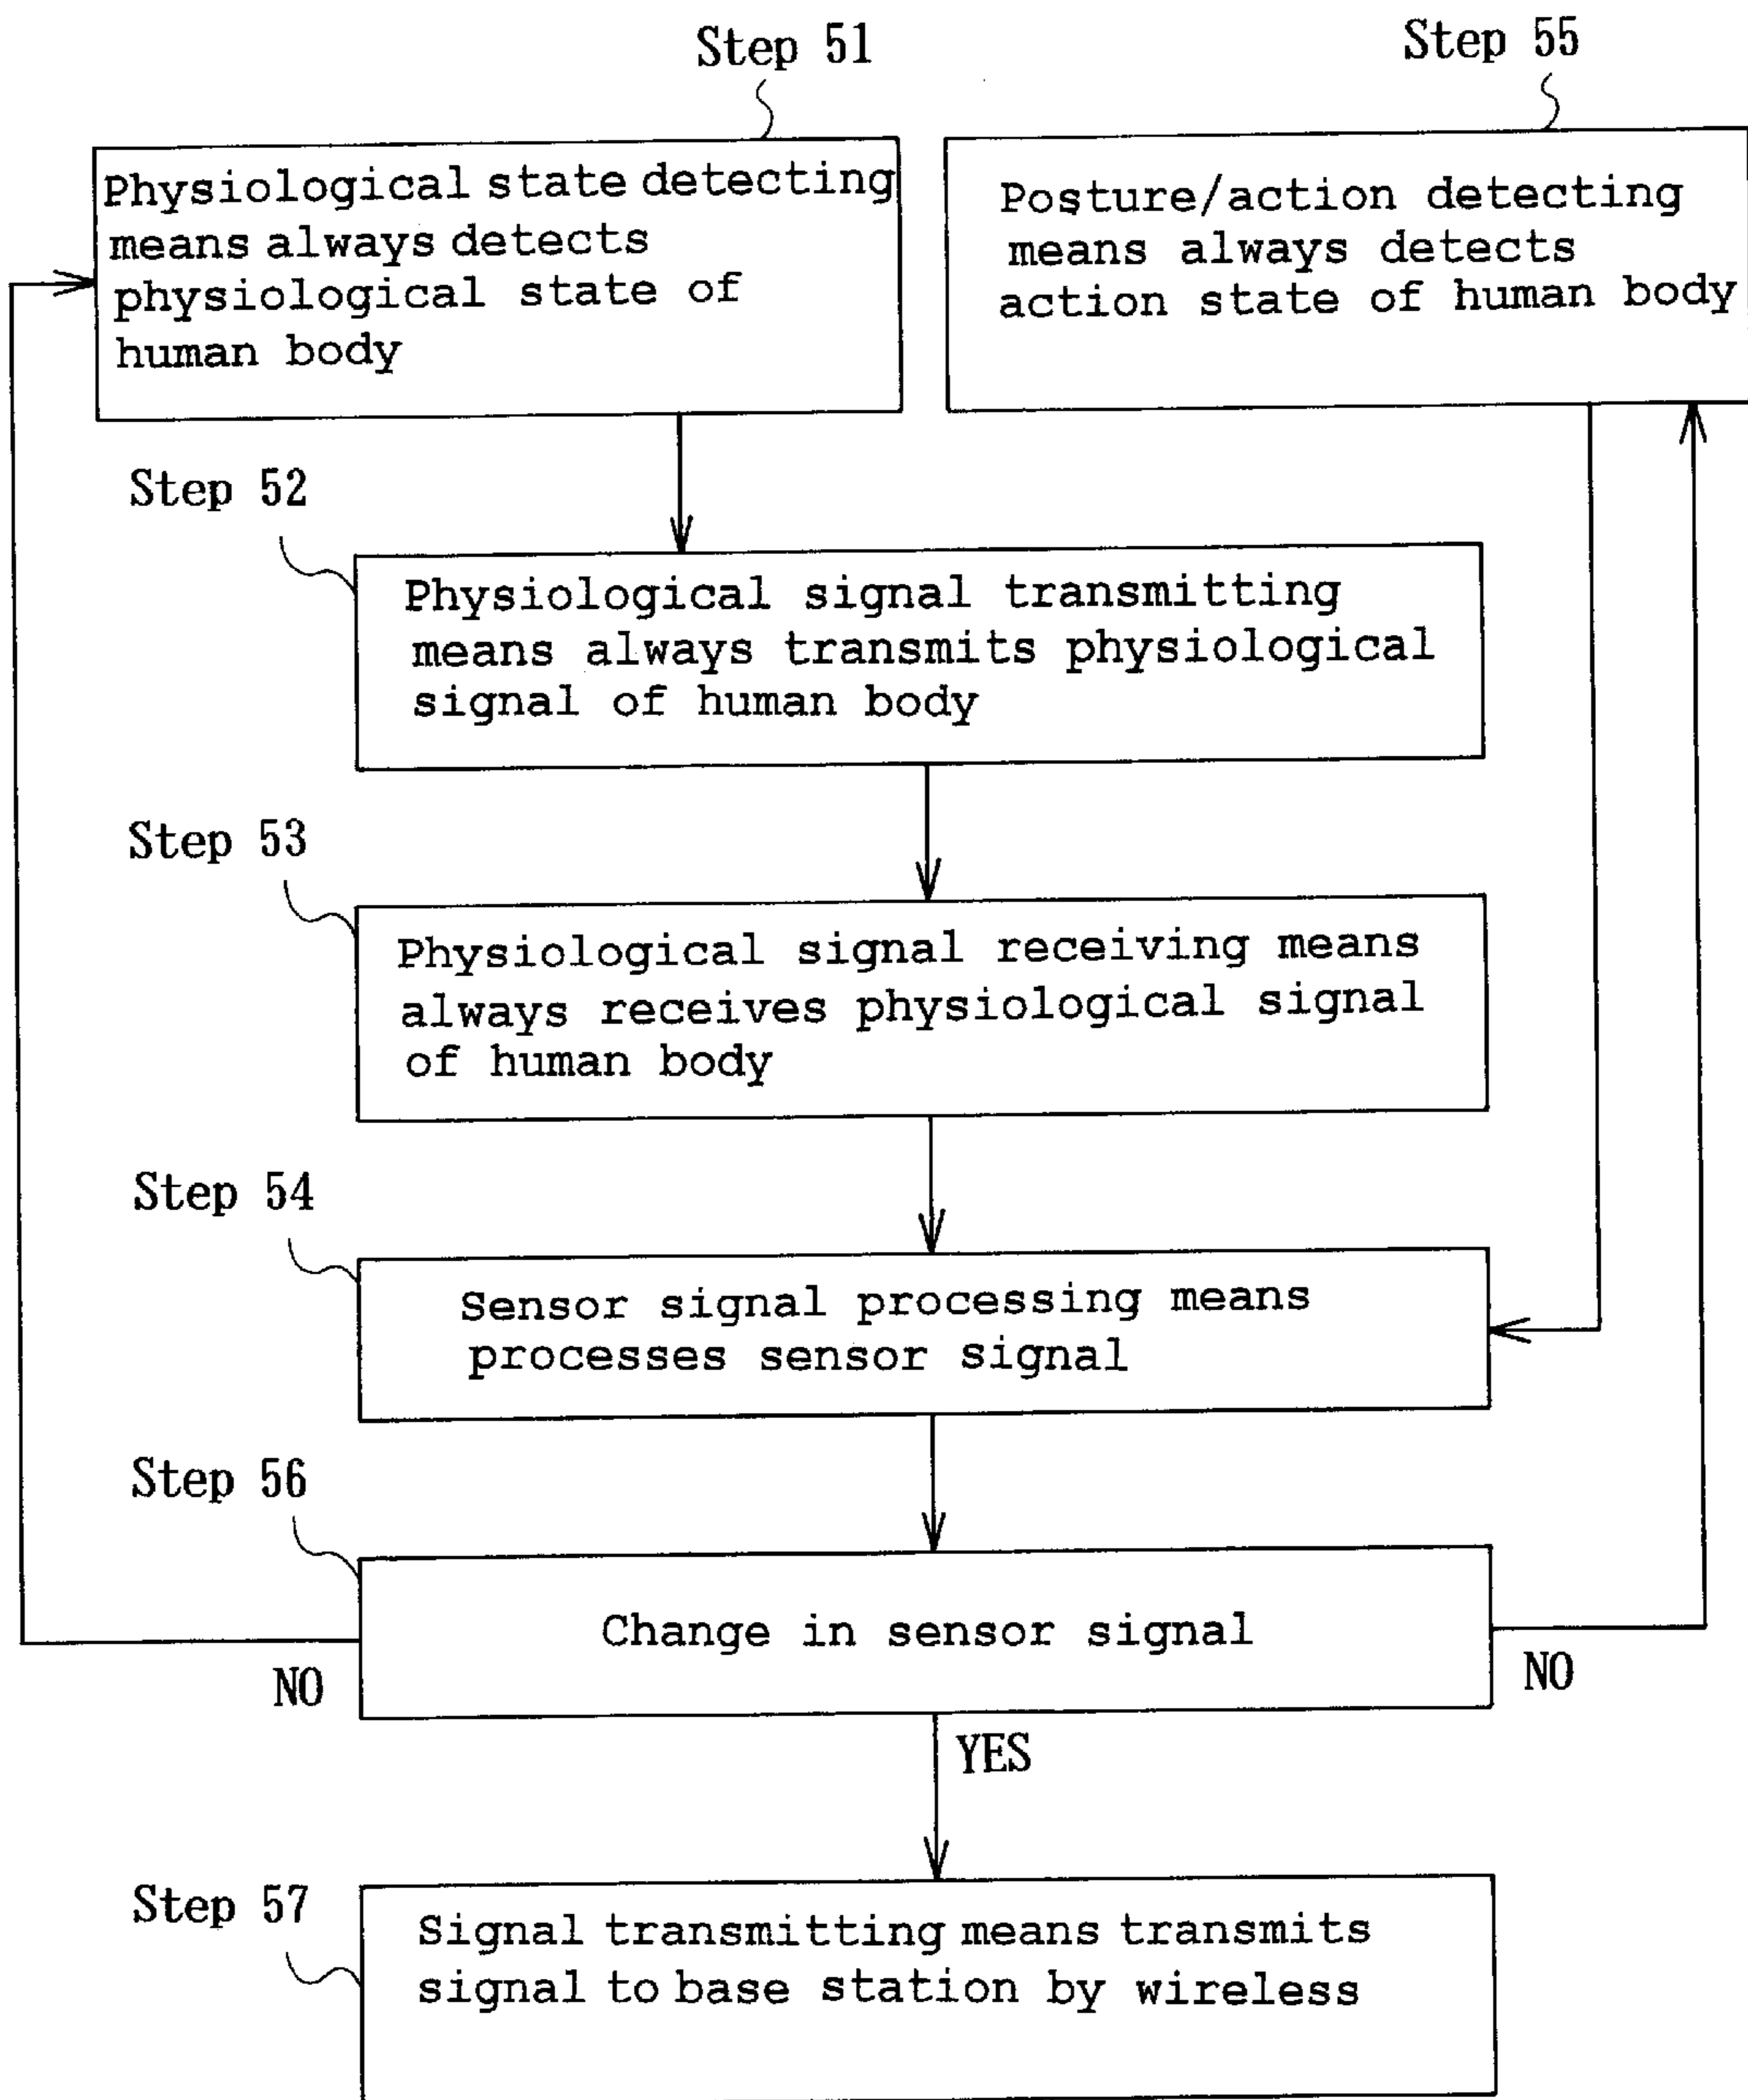 Step 51
Step 55
Physiological state detecting
means always detects
physiological state of
human body
Posture/action detecting
means always detects
action state of human body
Step 52
Physiological signal transmitting
means always transmits physiological
signal of human body
Step 53
Physiological signal receiving means
always receives physiological signal
of human body
Step 54
Sensor signal processing means
processes sensor signal
Step 56
Change in sensor signal
NO
NO
YES
Step 57
Signal transmitting means transmits
signal to base station by wireless